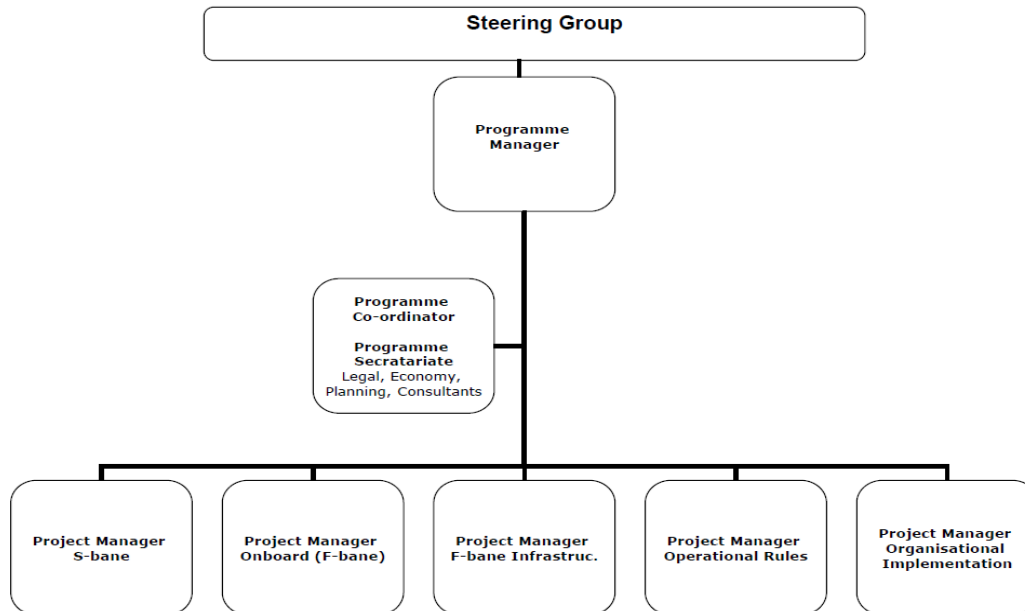 Steering Group
Programme
Manager
Programme
Co-ordinator
Programme
Secratariate
Legal, Economy,
Planning, Consultants
Project Manager
S-bane
Project Manager
Onboard (F-bane)
Project Manager
F-bane Infrastruc.
Project Manager
Operational Rules
Project Manager
Organisational
Implementation